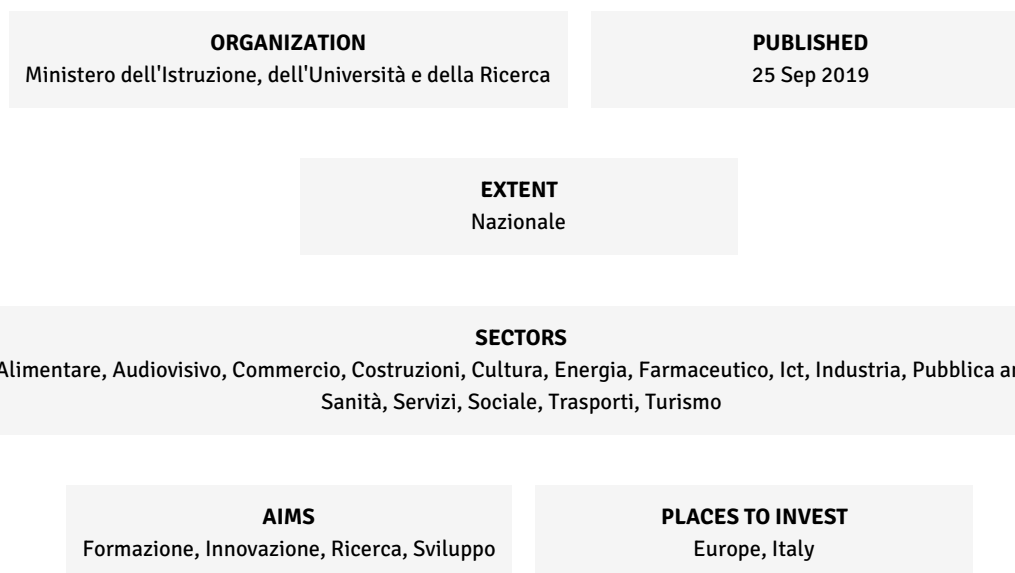 ORGANIZATION
Ministero dell'Istruzione, dell'Università e della Ricerca
PUBLISHED
25 Sep 2019
EXTENT
Nazionale
SECTORS
Alimentare, Audiovisivo, Commercio, Costruzioni, Cultura, Energia, Farmaceutico, Ict, Industria, Pubblica
Sanità, Servizi, Sociale, Trasporti, Turismo
AIMS
Formazione, Innovazione, Ricerca, Sviluppo
PLACES TO INVEST
Europe, Italy